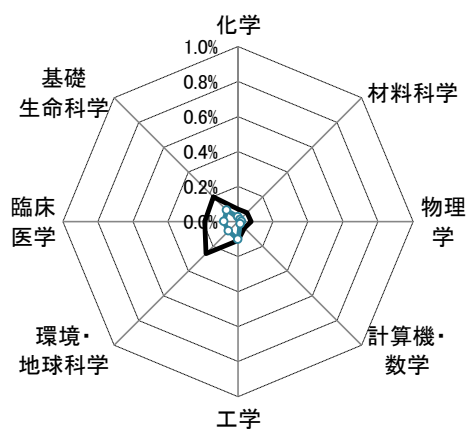 化学
1.0%
0.8%
0.6%
0.4%
0.2%
0.0%
材料科学
物理
学
計算機・
数学
工学
環境・
地球科学
臨床
医学
基礎
生命科学